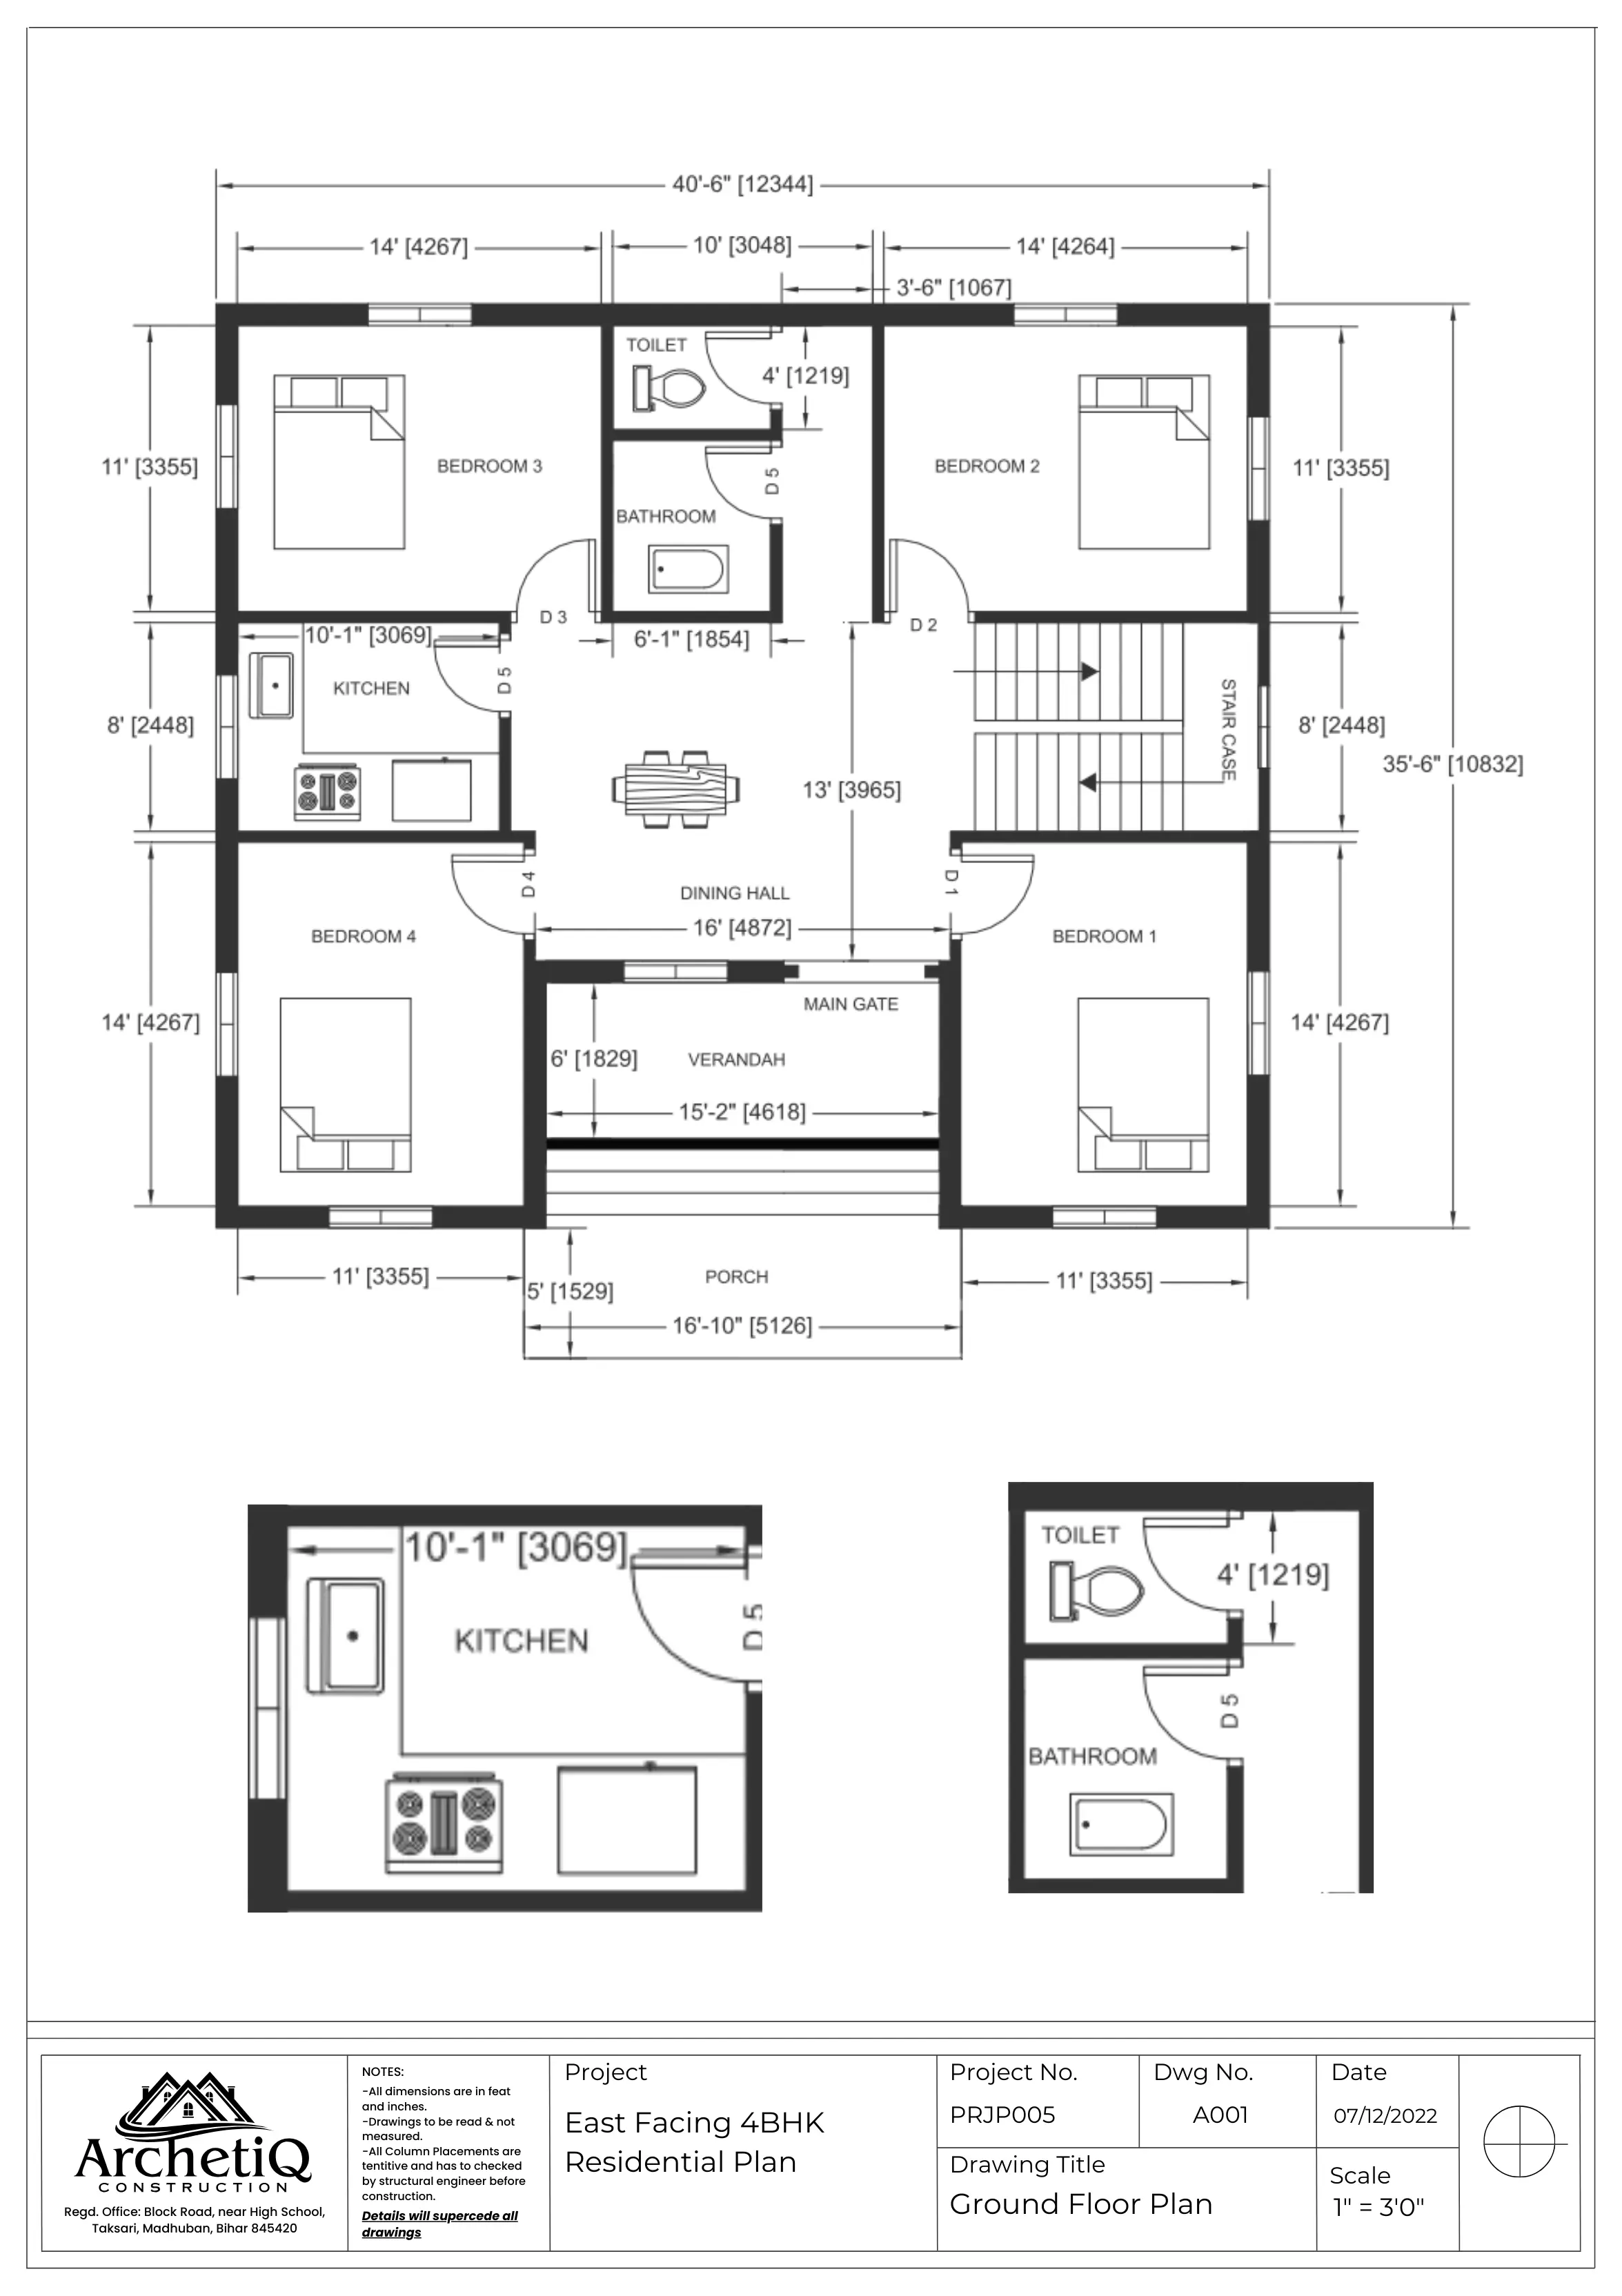 40'-6" [12344]
14' [4267]
10' [3048]
14' [4264]
3'-6" [1067]
TOILET
4' [1219]
11' [3355]
BEDROOM 3
D 5
BEDROOM 2
11' [3355]
BATHROOM
D 3
D 2
10'-1" [3069]
6'-1" [1854]
KITCHEN
D 5
STAIR CASE
8' [2448]
8' [2448]
35'-6" [10832]
13' [3965]
D 4
DINING HALL
D 1
16' [4872]
BEDROOM 4
BEDROOM 1
MAIN GATE
14' [4267]
14' [4267]
6' [1829]
VERANDAH
15'-2" [4618]
11' [3355]
5' [1529]
PORCH
11' [3355]
16'-10" [5126]
10'-1" [3069]
KITCHEN
D 5
TOILET
4' [1219]
D 5
BATHROOM
ArchetiQ
CONSTRUCTION
Regd. Office: Block Road, near High School,
Taksari, Madhuban, Bihar 845420
NOTES:
-All dimensions are in feat
and inches.
-Drawings to be read & not
measured.
-All Column Placements are
tentitive and has to checked
by structural engineer before
construction.
Details will supercede all
drawings
Project
East Facing 4BHK
Residential Plan
Project No.
PRJP005
Dwg No.
A001
Date
07/12/2022
Drawing Title
Ground Floor Plan
Scale
1" = 3'0"